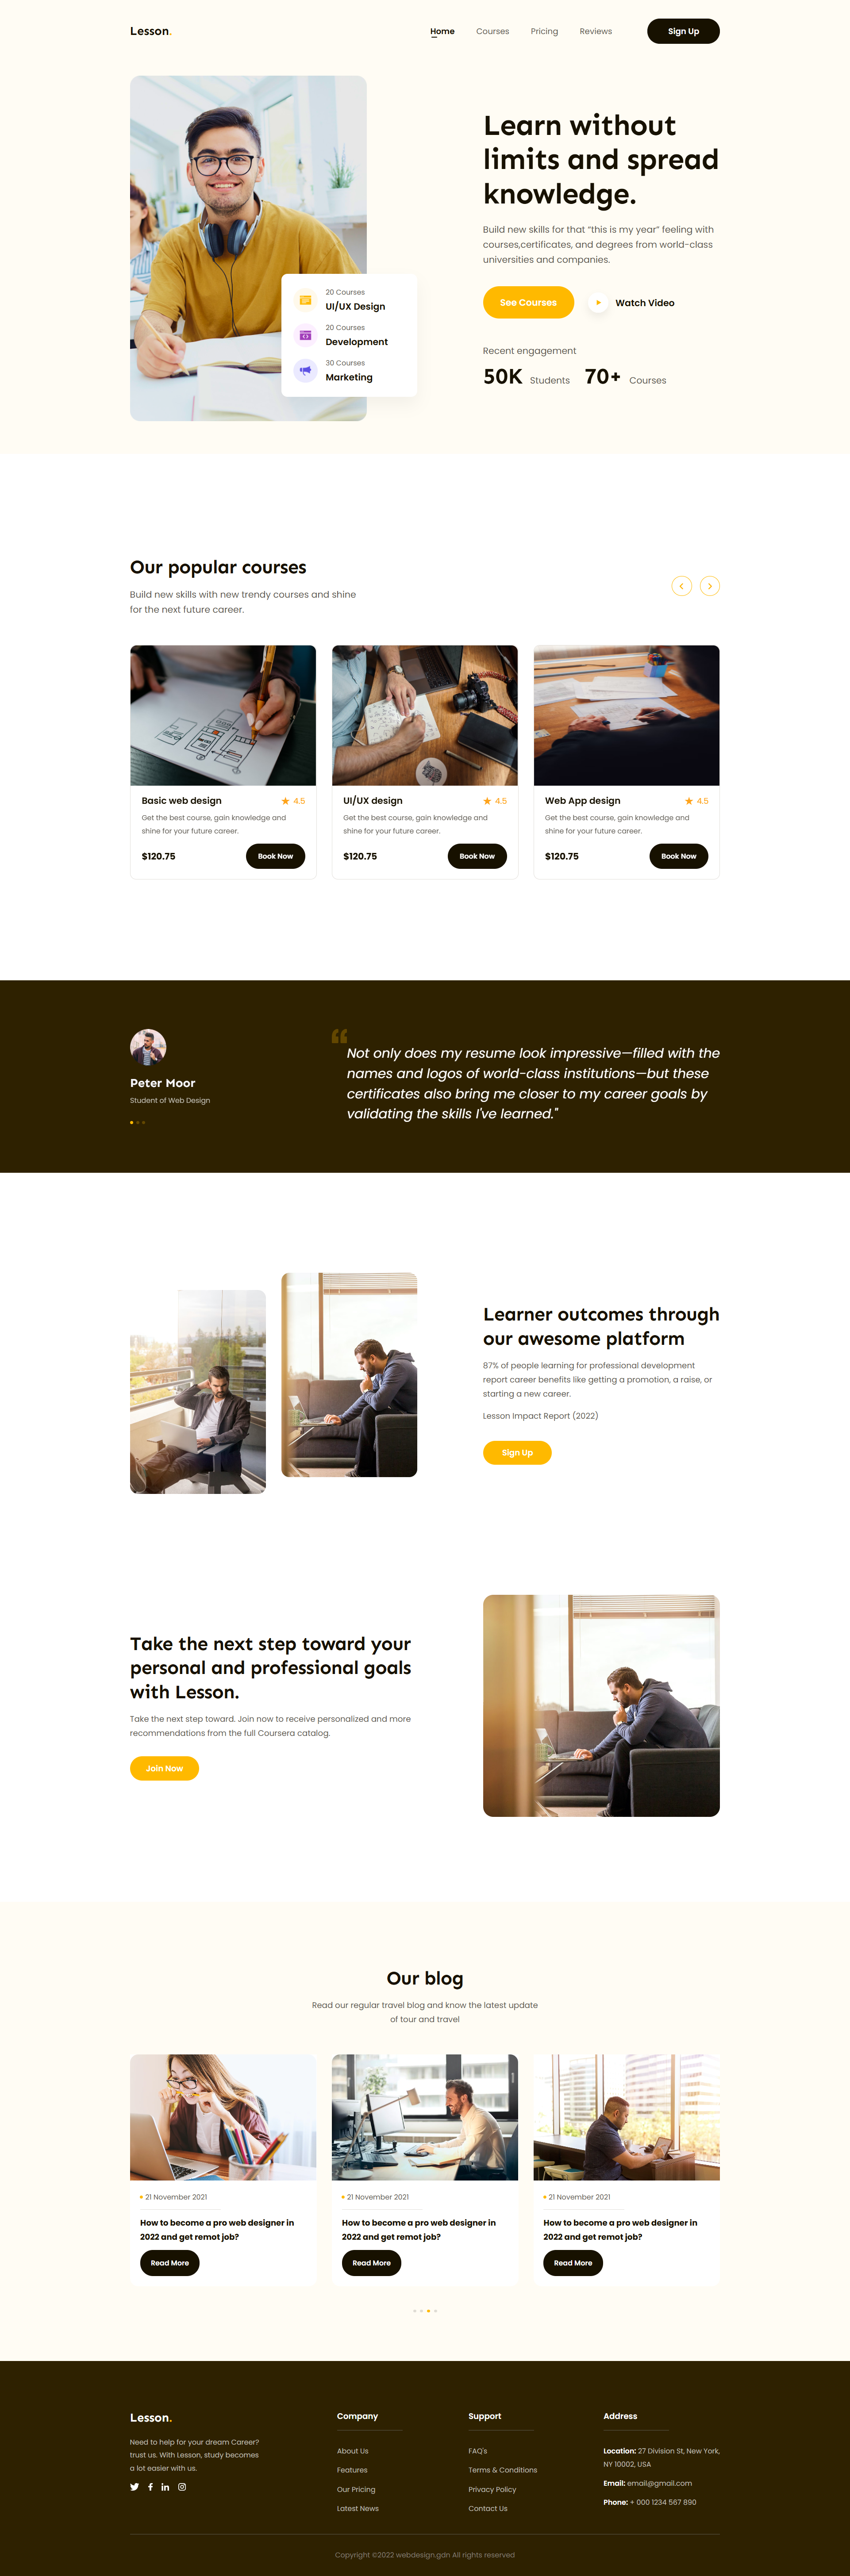 Lesson.
Home
Courses
Pricing
Reviews
Sign Up
Learn without
limits and spread
knowledge.
Build new skills for that “this is my year” feeling with
courses,certificates, and degrees from world-class
universities and companies.
See Courses
Watch Video
20 Courses
UI/UX Design
20 Courses
Development
30 Courses
Marketing
Recent engagement
50K Students 70+ Courses
Our popular courses
Build new skills with new trendy courses and shine
for the next future career.
Basic web design 4.5
Get the best course, gain knowledge and
shine for your future career.
$120.75 Book Now
UI/UX design 4.5
Get the best course, gain knowledge and
shine for your future career.
$120.75 Book Now
Web App design 4.5
Get the best course, gain knowledge and
shine for your future career.
$120.75 Book Now
Peter Moor
Student of Web Design
“
Not only does my resume look impressive—filled with the
names and logos of world-class institutions—but these
certificates also bring me closer to my career goals by
validating the skills I've learned."
Learner outcomes through
our awesome platform
87% of people learning for professional development
report career benefits like getting a promotion, a raise, or
starting a new career.
Lesson Impact Report (2022)
Sign Up
Take the next step toward your
personal and professional goals
with Lesson.
Take the next step toward. Join now to receive personalized and more
recommendations from the full Coursera catalog.
Join Now
Our blog
Read our regular travel blog and know the latest update
of tour and travel
21 November 2021
How to become a pro web designer in
2022 and get remot job?
Read More
21 November 2021
How to become a pro web designer in
2022 and get remot job?
Read More
21 November 2021
How to become a pro web designer in
2022 and get remot job?
Read More
Lesson.
Need to help for your dream Career?
trust us. With Lesson, study becomes
a lot easier with us.
Company
About Us
Features
Our Pricing
Latest News
Support
FAQ's
Terms & Conditions
Privacy Policy
Contact Us
Address
Location: 27 Division St, New York,
NY 10002, USA
Email: email@gmail.com
Phone: + 000 1234 567 890
Copyright ©2022 webdesign.gdn All rights reserved